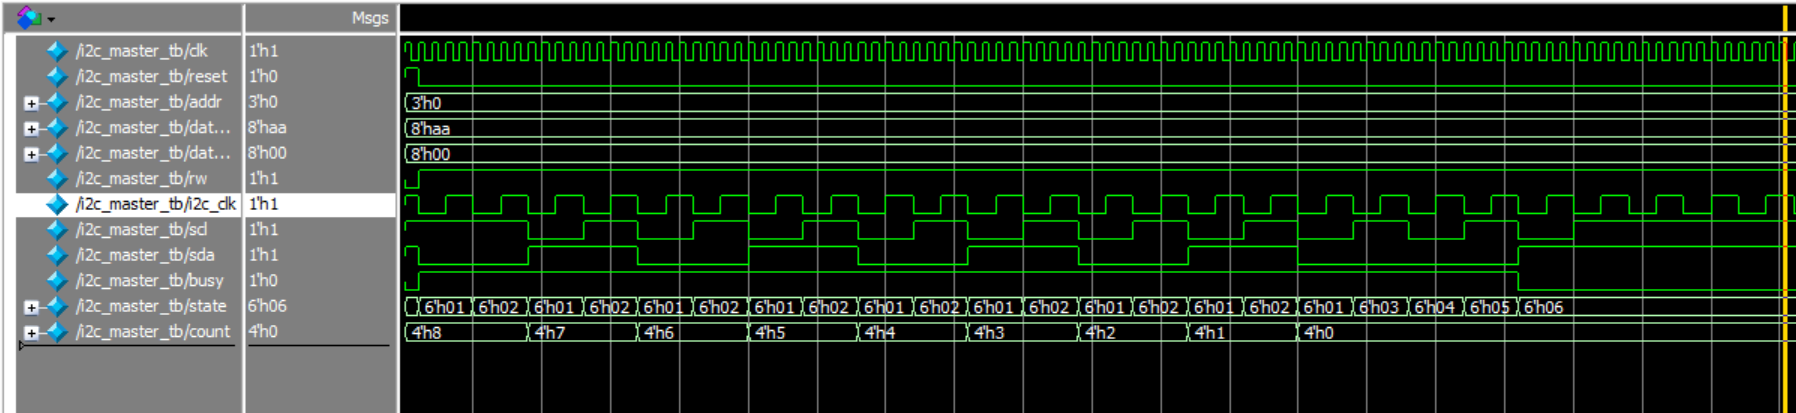 Msgs
/i2c_master_tb/clk 1'h1
/i2c_master_tb/reset 1'h0
/i2c_master_tb/addr 3'h0 3'h0
/i2c_master_tb/dat... 8'haa 8'haa
/i2c_master_tb/dat... 8'h00 8'h00
/i2c_master_tb/rw 1'h1
/i2c_master_tb/i2c_clk 1'h1
/i2c_master_tb/scl 1'h1
/i2c_master_tb/sda 1'h1
/i2c_master_tb/busy 1'h0
/i2c_master_tb/state 6'h06 6'h01 6'h02 6'h01 6'h02 6'h01 6'h02 6'h01 6'h02 6'h01 6'h02 6'h01 6'h02 6'h01 6'h02 6'h01 6'h02 6'h01 6'h03 6'h04 6'h05 6'h06
/i2c_master_tb/count 4'h0 4'h8 4'h7 4'h6 4'h5 4'h4 4'h3 4'h2 4'h1 4'h0